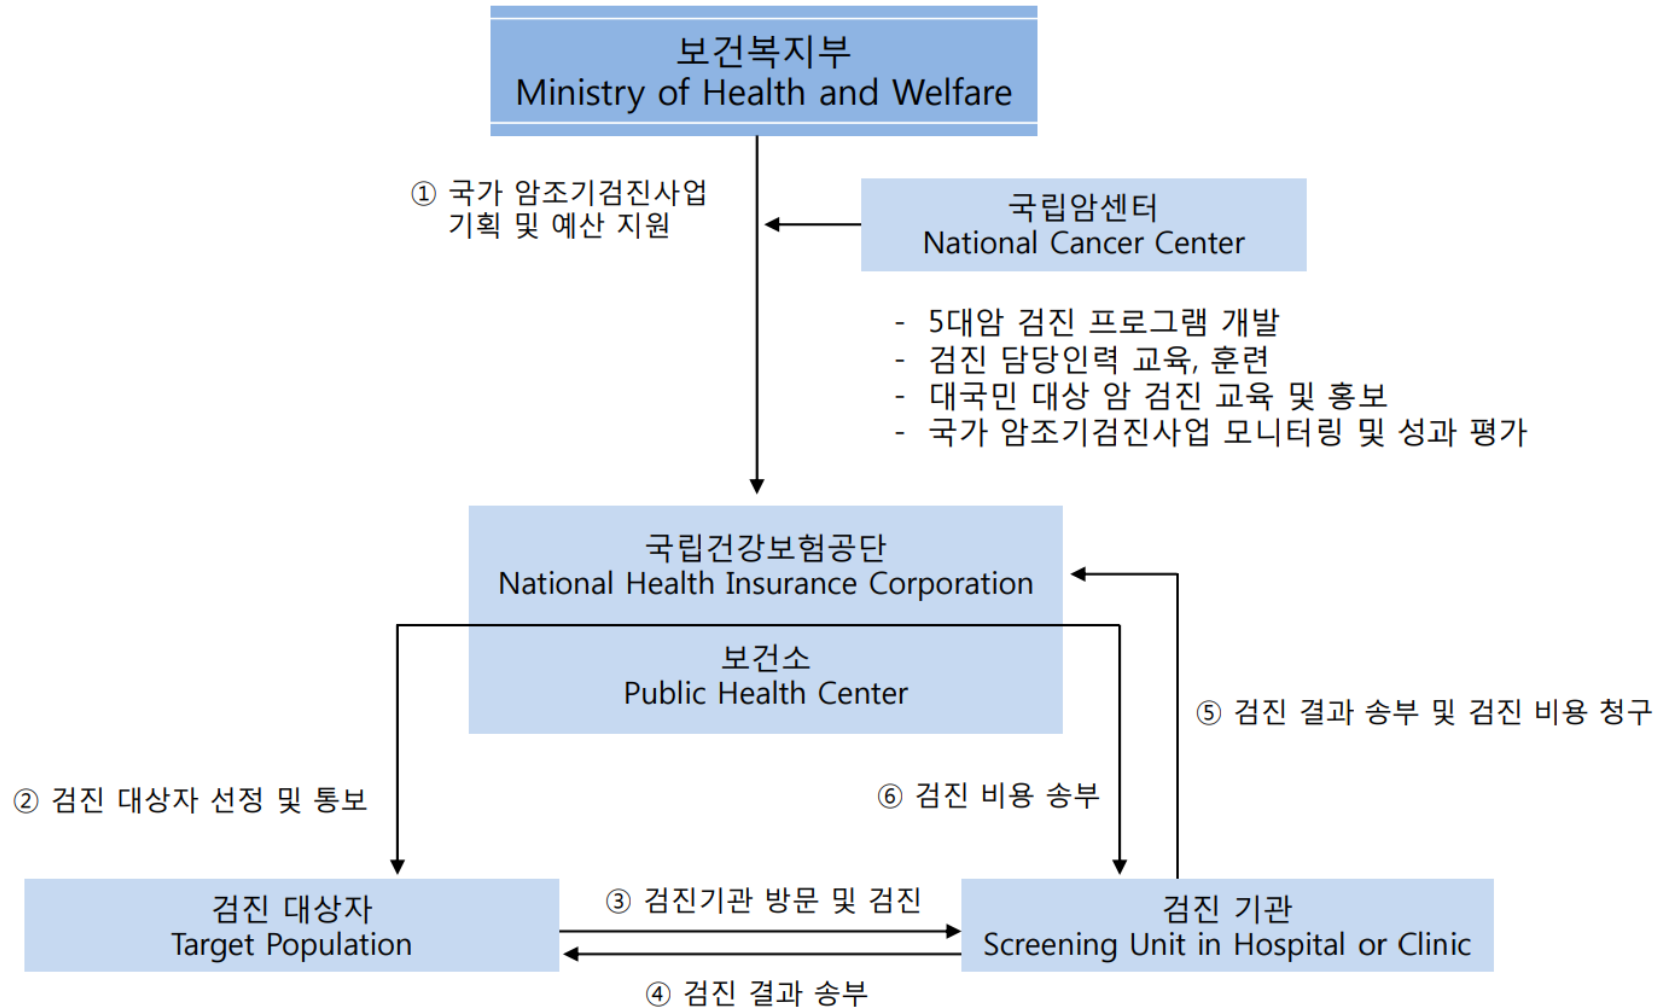 보건복지부
Ministry of Health and Welfare
① 국가 암조기검진사업
기획 및 예산 지원
국립암센터
National Cancer Center
- 5대암 검진 프로그램 개발
- 검진 담당인력 교육, 훈련
- 대국민 대상 암 검진 교육 및 홍보
- 국가 암조기검진사업 모니터링 및 성과 평가
국립건강보험공단
National Health Insurance Corporation
보건소
Public Health Center
⑤ 검진 결과 송부 및 검진 비용 청구
② 검진 대상자 선정 및 통보
⑥ 검진 비용 송부
검진 대상자
Target Population
③ 검진기관 방문 및 검진
검진 기관
Screening Unit in Hospital or Clinic
④ 검진 결과 송부